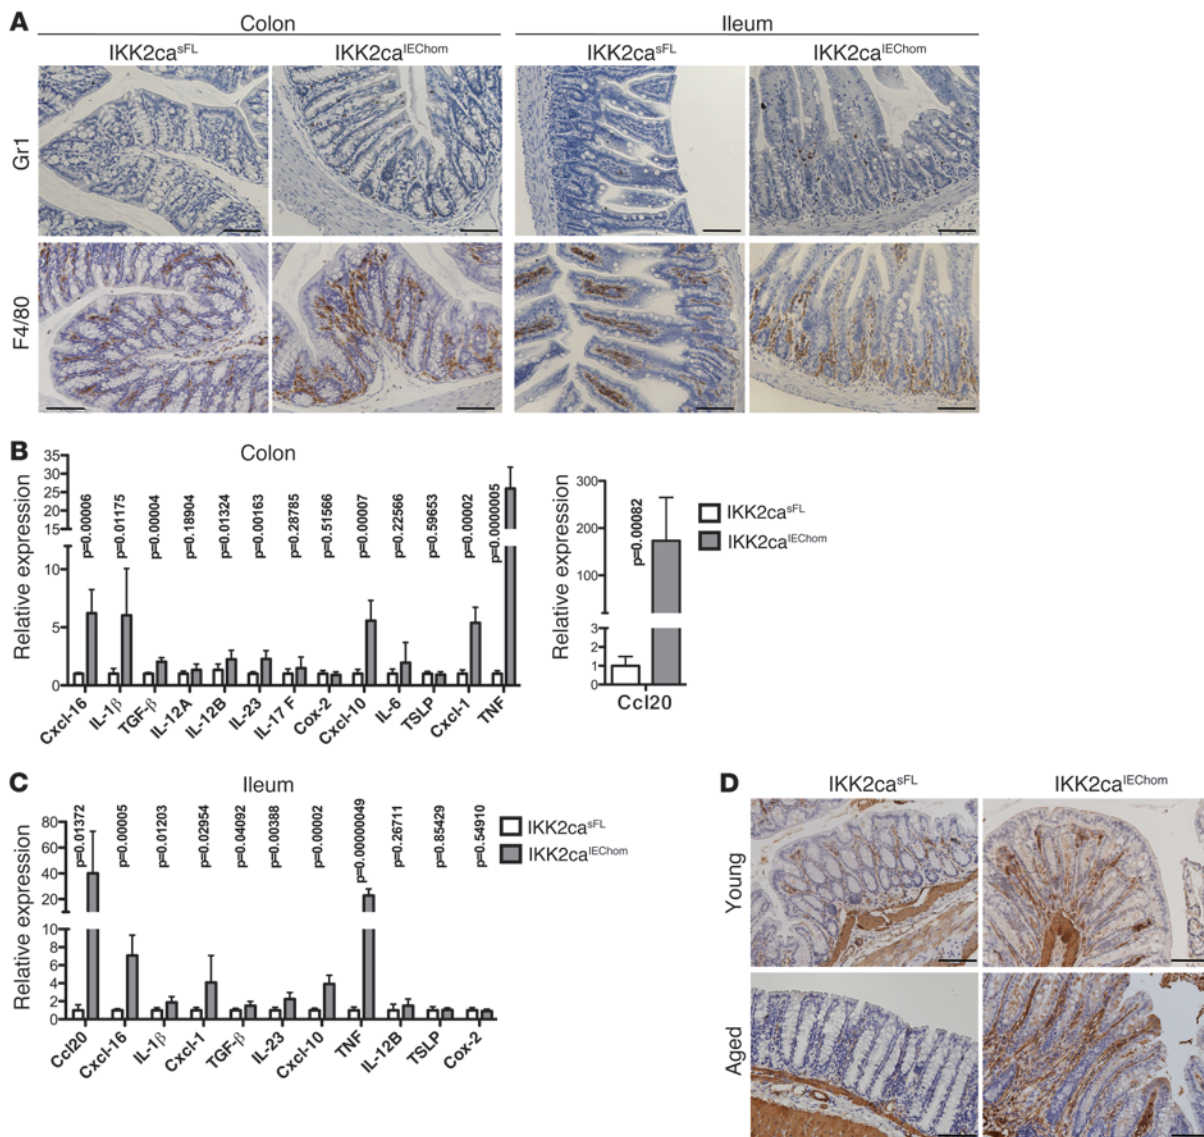 A
Colon
Ileum
IKK2ca^sFL
IKK2ca^IEChom
IKK2ca^sFL
IKK2ca^IEChom
Gr1
F4/80
B
Colon
Relative expression
35
30
25
20
15
10
5
0
p=0.00006
p=0.01175
p=0.00004
p=0.18904
p=0.01324
p=0.00163
p=0.28785
p=0.51566
p=0.00007
p=0.22566
p=0.59653
p=0.00002
p=0.0000005
Cxcl-16
IL-1β
TGF-β
IL-12A
IL-12B
IL-23
IL-17 F
Cox-2
Cxcl-10
IL-6
TSLP
Cxcl-1
TNF
Relative expression
300
200
100
3
2
1
0
p=0.00082
Ccl20
IKK2ca^sFL
IKK2ca^IEChom
C
Ileum
Relative expression
80
60
40
20
10
8
6
4
2
0
p=0.01372
p=0.00005
p=0.01203
p=0.02954
p=0.04092
p=0.00388
p=0.00002
p=0.000000049
p=0.26711
p=0.85429
p=0.54910
Ccl20
Cxcl-16
IL-1β
Cxcl-1
TGF-β
IL-23
Cxcl-10
TNF
IL-12B
TSLP
Cox-2
IKK2ca^sFL
IKK2ca^IEChom
D
IKK2ca^sFL
IKK2ca^IEChom
Young
Aged